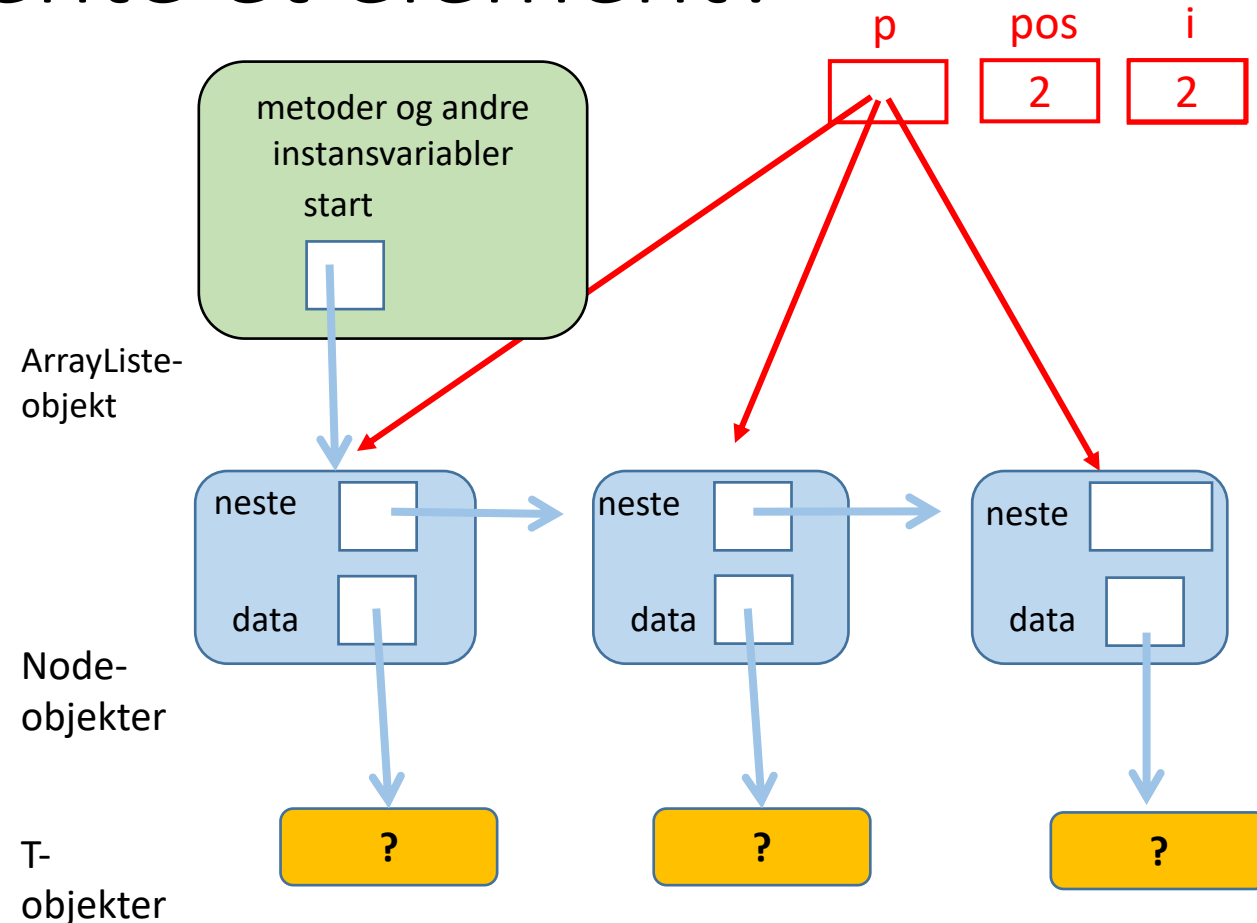 p pos i
2 2
metoder og andre
instansvariabler
start
ArrayListe-
objekt
neste neste neste
data data data
Node-
objekter
? ? ?
T-
objekter